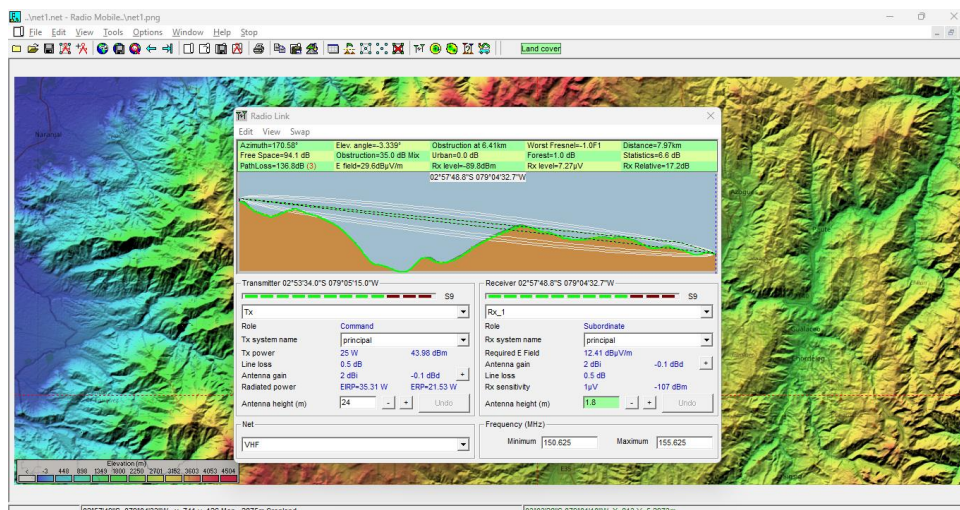 ..\net1.net - Radio Mobile..\net1.png
File Edit View Tools Options Window Help Stop
Land cover
Radio Link
Edit View Swap
Azimuth=170.58° Elev. angle=-3.339° Obstruction at 6.41km Worst Fresnel=-1.0F1 Distance=7.97km
Free Space=94.1 dB Obstruction=35.0 dB Mix Urban=0.0 dB Forest=1.0 dB Statistics=6.6 dB
PathLoss=136.8dB (3) E field=29.6dBµV/m Rx level=-89.8dBm Rx level=7.27µV Rx Relative=17.2dB
02°57'48.8"S 079°04'32.7"W
Transmitter 02°53'34.0"S 079°05'15.0"W
S9
Tx
Role Command
Tx system name principal
Tx power 25 W 43.98 dBm
Line loss 0.5 dB
Antenna gain 2 dBi -0.1 dBd +
Radiated power EIRP=35.31 W ERP=21.53 W
Antenna height (m) 24 - + Undo
Net
VHF
Receiver 02°57'48.8"S 079°04'32.7"W
S9
Rx_1
Role Subordinate
Rx system name principal
Required E Field 12.41 dBµV/m
Antenna gain 2 dBi -0.1 dBd +
Line loss 0.5 dB
Rx sensitivity 1µV -107 dBm
Antenna height (m) 1.8 - + Undo
Frequency (MHz)
Minimum 150.625 Maximum 155.625
Elevation (m)
-3 448 898 1349 1800 2250 2701 3152 3603 4053 4504